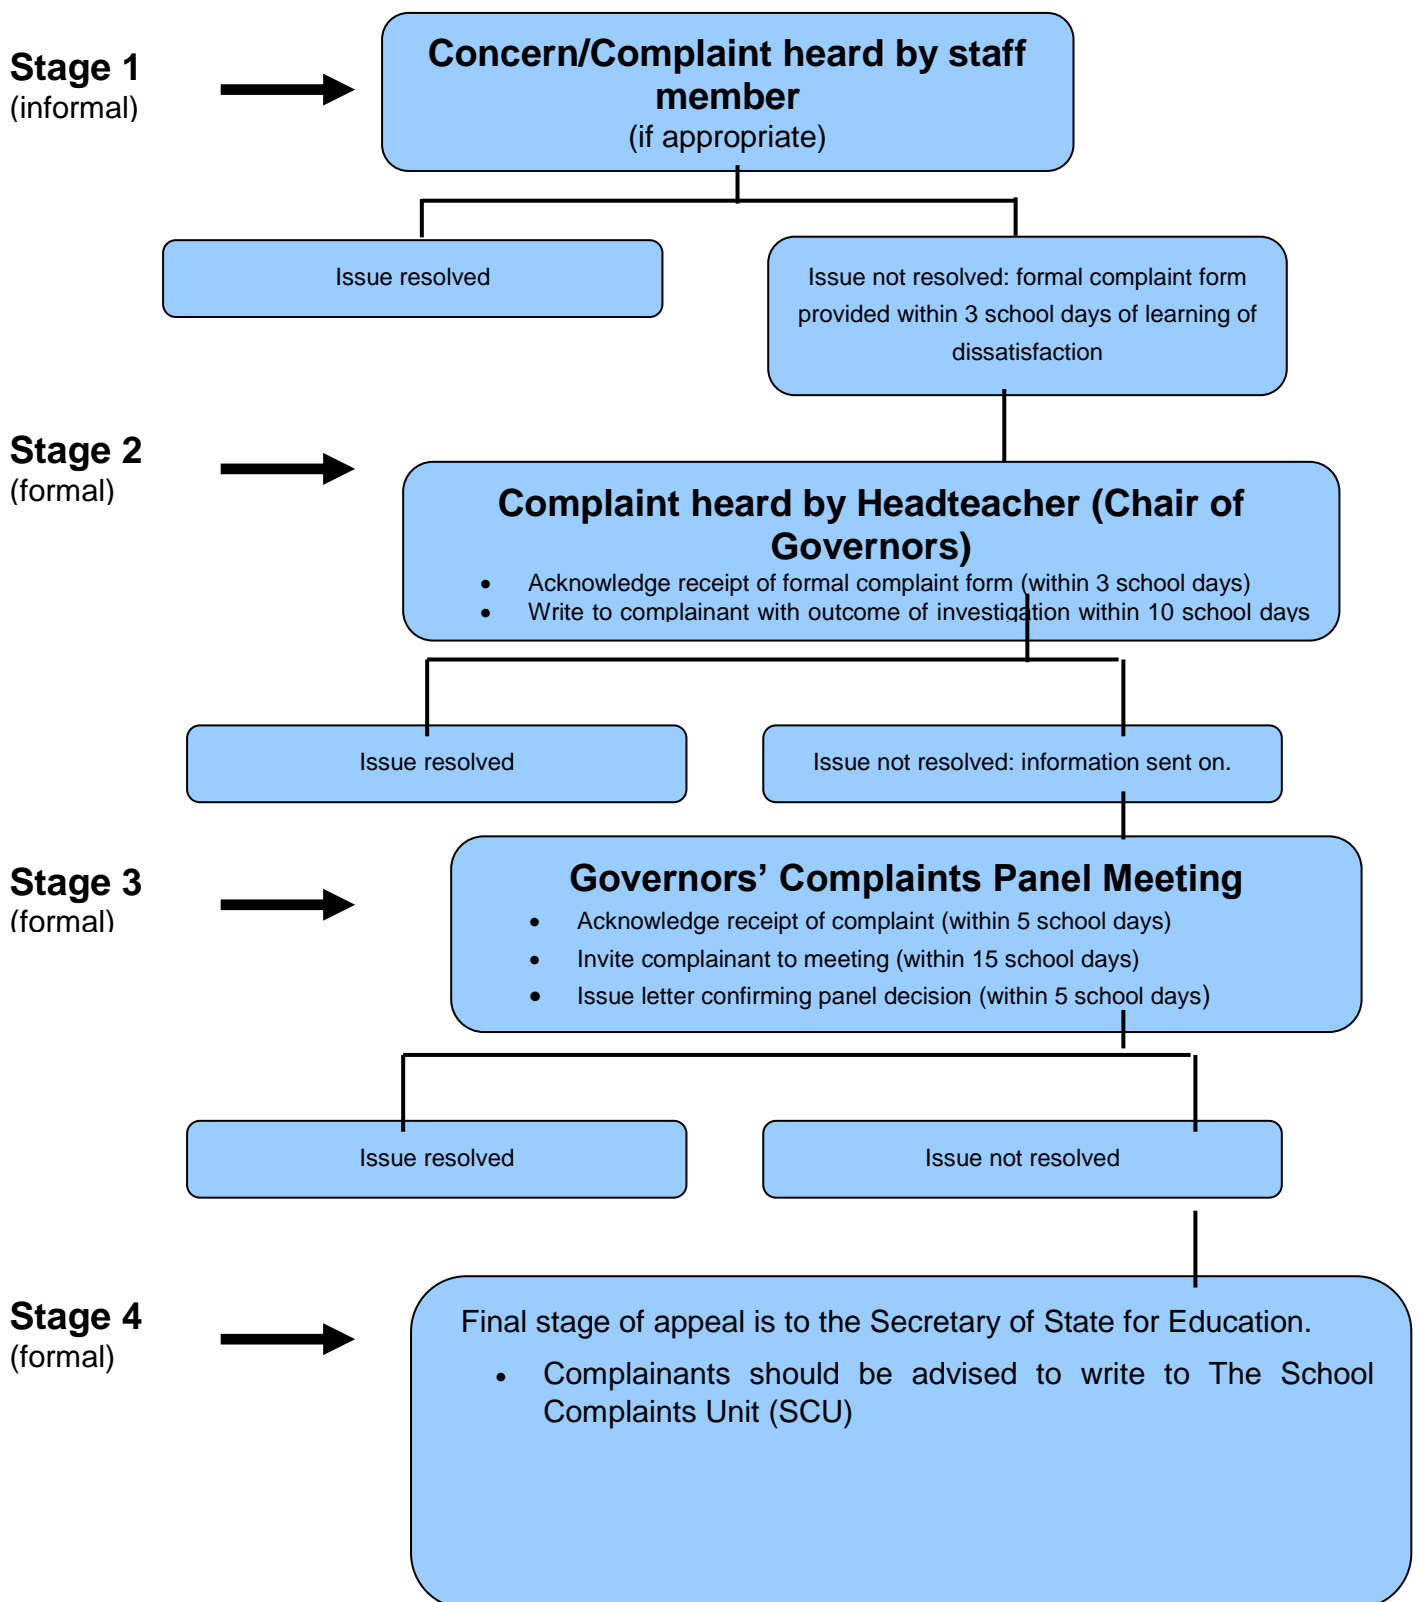 Stage 1
(informal)
Concern/Complaint heard by staff
member
(if appropriate)
Issue resolved
Issue not resolved: formal complaint form
provided within 3 school days of learning of
dissatisfaction
Stage 2
(formal)
Complaint heard by Headteacher (Chair of
Governors)
• Acknowledge receipt of formal complaint form (within 3 school days)
• Write to complainant with outcome of investigation within 10 school days
Issue resolved
Issue not resolved: information sent on.
Stage 3
(formal)
Governors’ Complaints Panel Meeting
• Acknowledge receipt of complaint (within 5 school days)
• Invite complainant to meeting (within 15 school days)
• Issue letter confirming panel decision (within 5 school days)
Issue resolved
Issue not resolved
Stage 4
(formal)
Final stage of appeal is to the Secretary of State for Education.
• Complainants should be advised to write to The School
Complaints Unit (SCU)